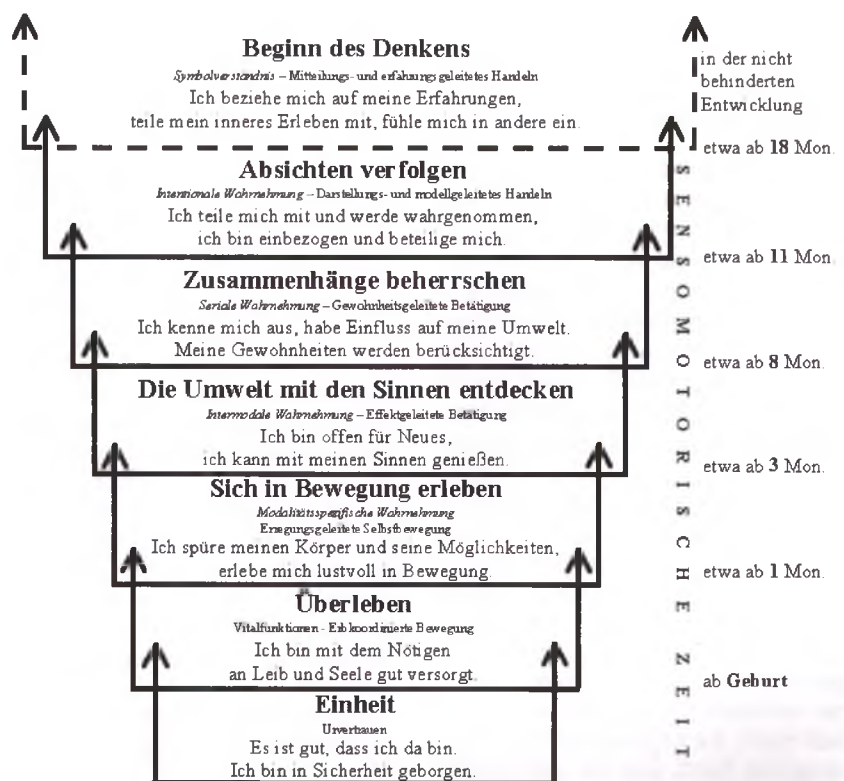 Beginn des Denkens
Symbolverständnis – Mitteilungs- und erfahrungsgeleitetes Handeln
Ich beziehe mich auf meine Erfahrungen,
teile mein inneres Erleben mit, fühle mich in andere ein.
in der nicht
behinderten
Entwicklung
etwa ab 18 Mon.
Absichten verfolgen
Intentionale Wahrnehmung – Darstellungs- und modellgeleitetes Handeln
Ich teile mich mit und werde wahrgenommen,
ich bin einbezogen und beteilige mich.
etwa ab 11 Mon.
Zusammenhänge beherrschen
Seriale Wahrnehmung – Gewohnheitsgeleitete Betätigung
Ich kenne mich aus, habe Einfluss auf meine Umwelt.
Meine Gewohnheiten werden berücksichtigt.
etwa ab 8 Mon.
Die Umwelt mit den Sinnen entdecken
Intermodale Wahrnehmung – Effektgeleitete Betätigung
Ich bin offen für Neues,
ich kann mit meinen Sinnen genießen.
etwa ab 3 Mon.
Sich in Bewegung erleben
Modalitätsspezifische Wahrnehmung
Erregungsgeleitete Selbstbewegung
Ich spüre meinen Körper und seine Möglichkeiten,
erlebe mich lustvoll in Bewegung.
etwa ab 1 Mon.
Überleben
Vitalfunktionen - Erbkoordinierte Bewegung
Ich bin mit dem Nötigen
an Leib und Seele gut versorgt.
ab Geburt
Einheit
Urvertrauen
Es ist gut, dass ich da bin.
Ich bin in Sicherheit geborgen.
SENSOMOTORISCHE ZEIT